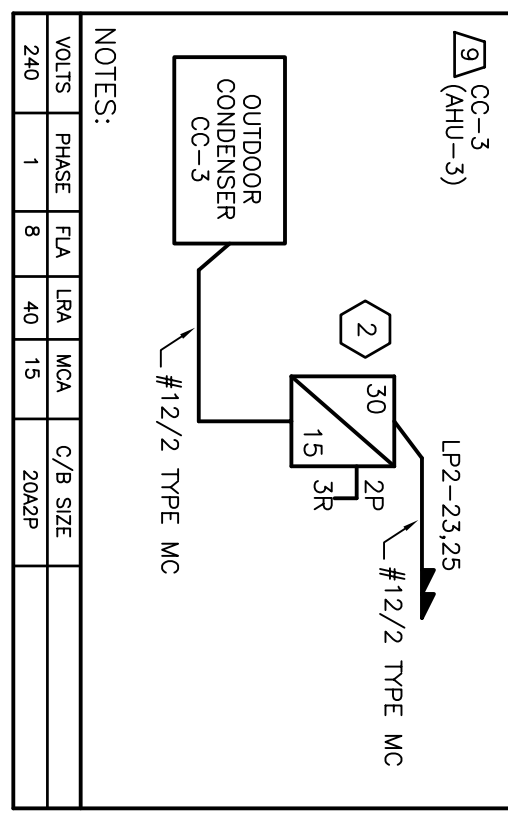 9
CC-3
(AHU-3)
LP2-23,25
#12/2 TYPE MC
2
30
15
2P
3R
OUTDOOR
CONDENSER
CC-3
#12/2 TYPE MC
NOTES:
VOLTS PHASE FLA LRA MCA C/B SIZE
240 1 8 40 15 20A2P